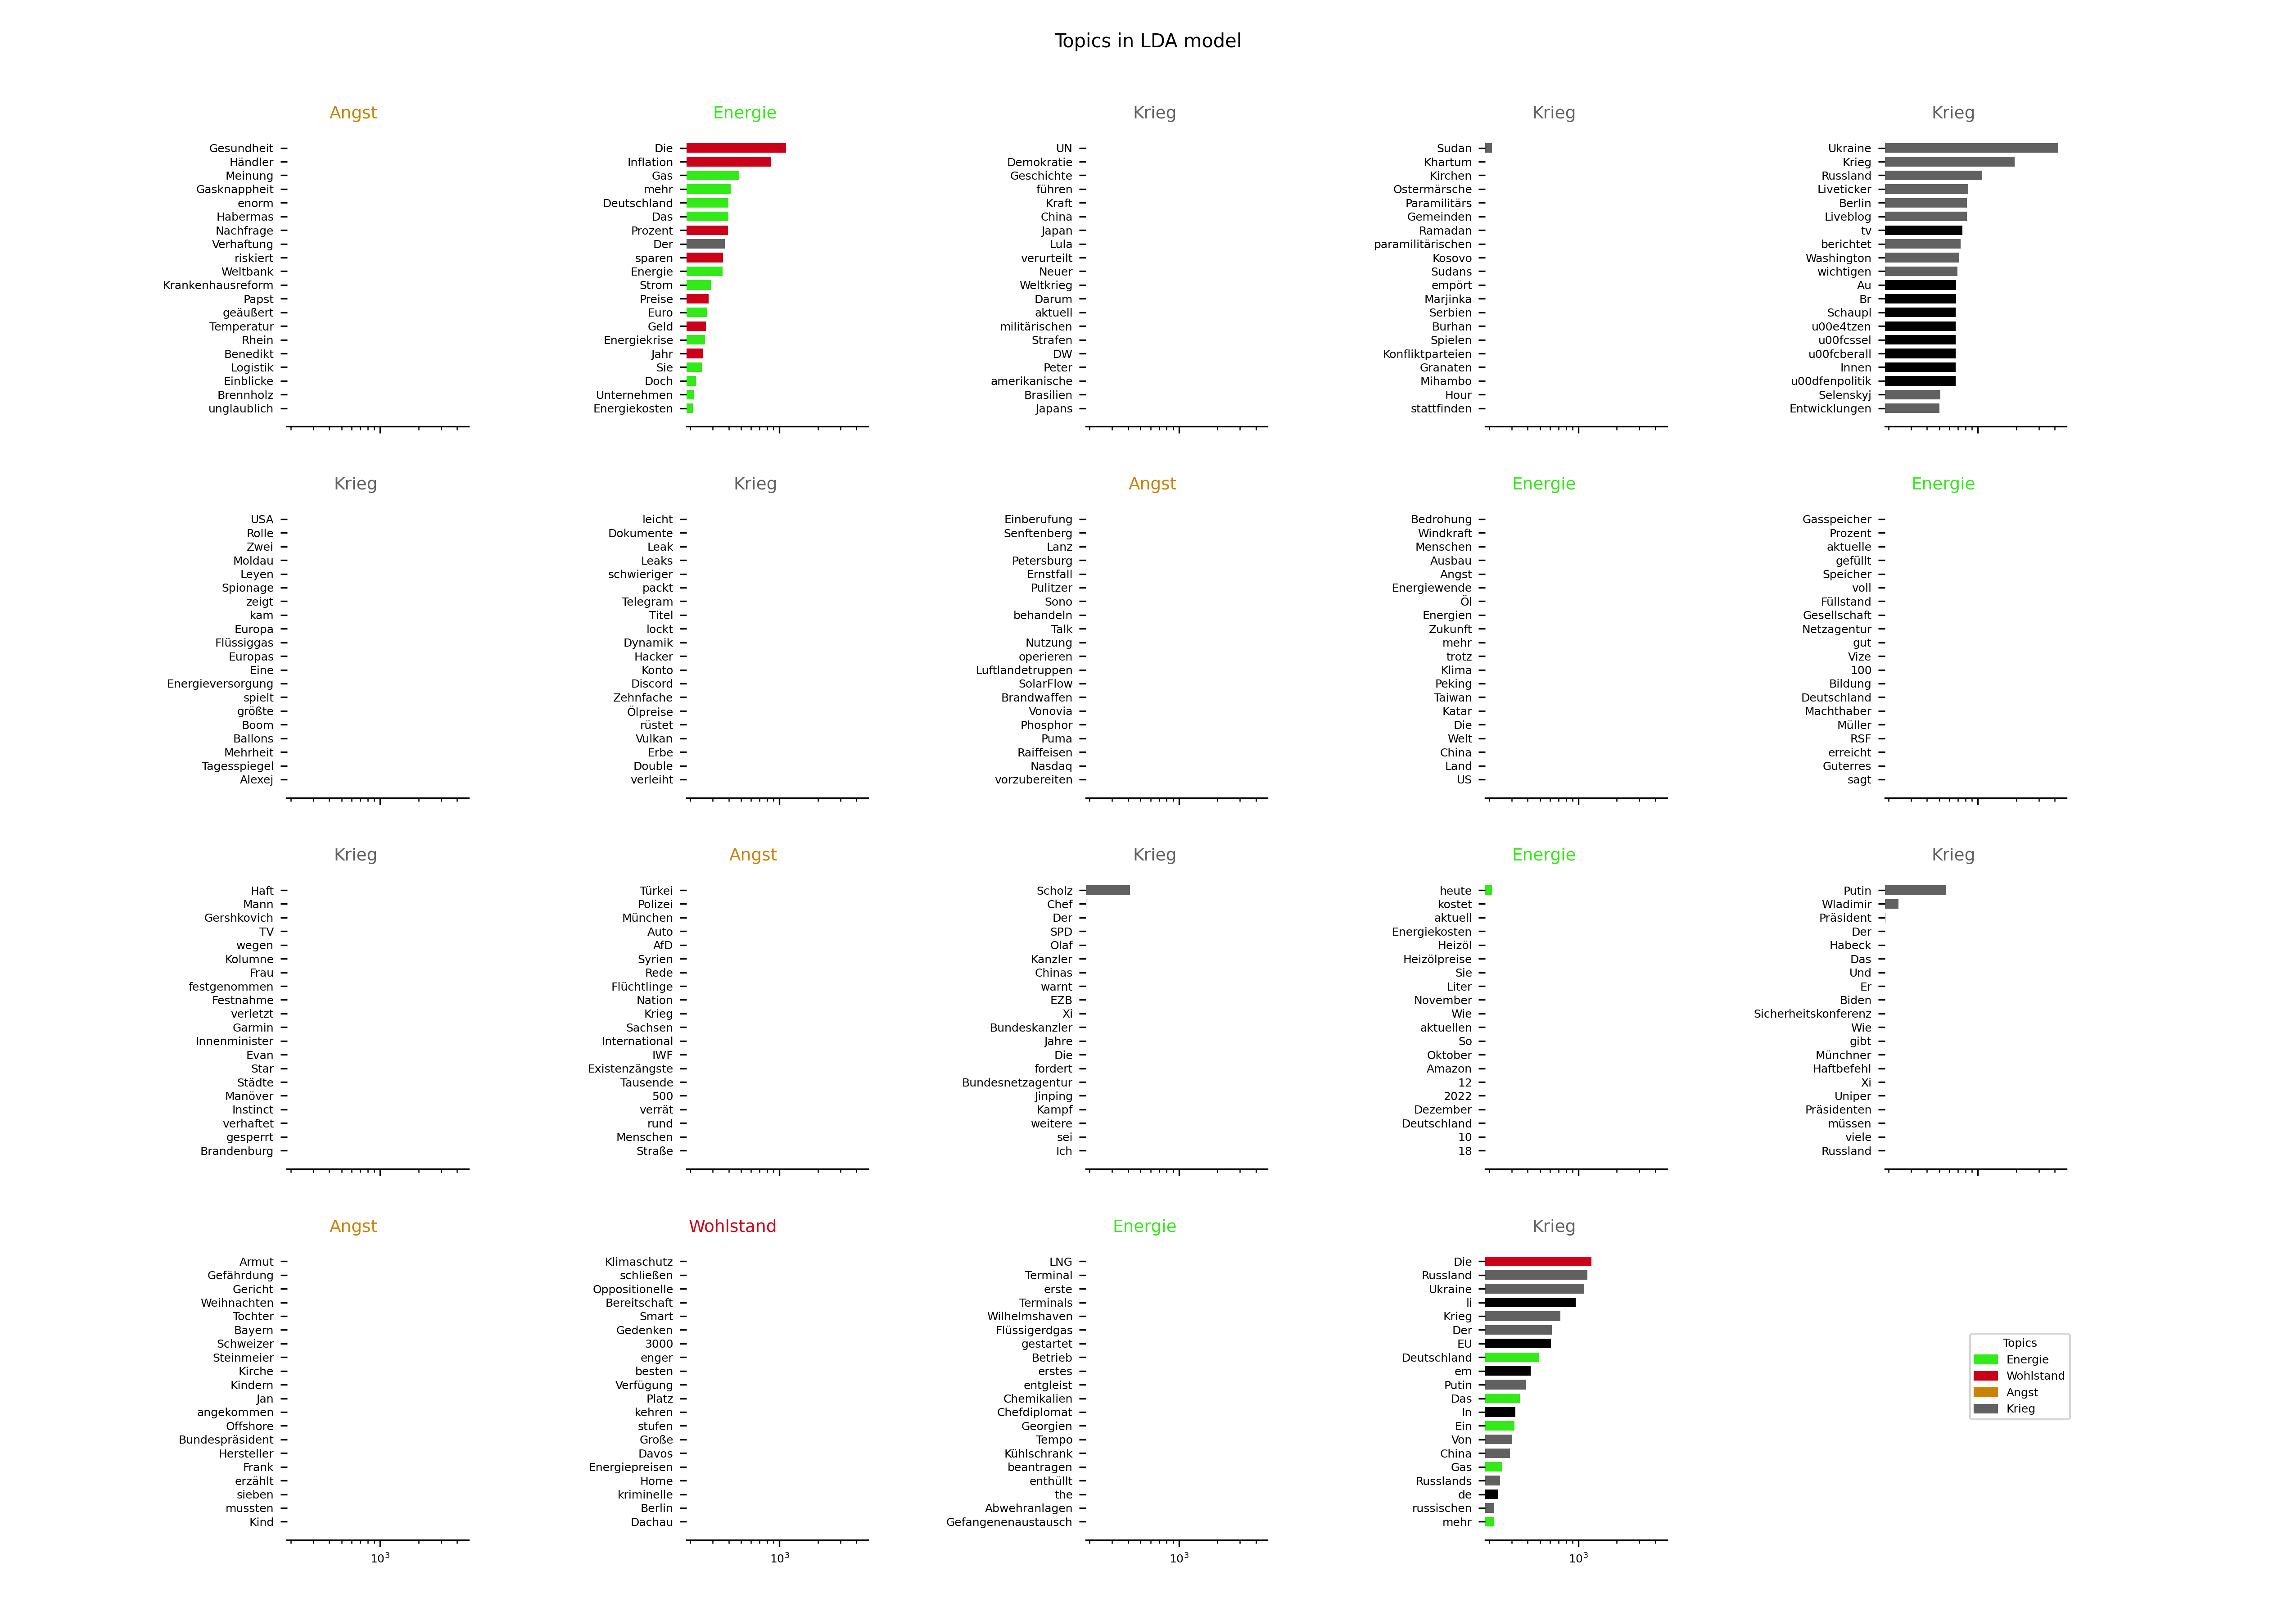 Topics in LDA model
Angst
Gesundheit
Händler
Meinung
Gasknappheit
enorm
Habermas
Nachfrage
Verhaftung
riskiert
Weltbank
Krankenhausreform
Papst
geäußert
Temperatur
Rhein
Benedikt
Logistik
Einblicke
Brennholz
unglaublich
Energie
Die
Inflation
Gas
mehr
Deutschland
Das
Prozent
Der
sparen
Energie
Strom
Preise
Euro
Geld
Energiekrise
Jahr
Sie
Doch
Unternehmen
Energiekosten
Krieg
UN
Demokratie
Geschichte
führen
Kraft
China
Japan
Lula
verurteilt
Neuer
Weltkrieg
Darum
aktuell
militärischen
Strafen
DW
Peter
amerikanische
Brasilien
Japans
Krieg
Sudan
Khartum
Kirchen
Ostermärsche
Paramilitärs
Gemeinden
Ramadan
paramilitärischen
Kosovo
Sudans
empört
Marjinka
Serbien
Burhan
Spielen
Konfliktparteien
Granaten
Mihambo
Hour
stattfinden
Krieg
Ukraine
Krieg
Russland
Liveticker
Berlin
Liveblog
tv
berichtet
Washington
wichtigen
Au
Br
Schaupl
u00e4tzen
u00fcssel
u00fcberall
Innen
u00dfenpolitik
Selenskyj
Entwicklungen
Krieg
USA
Rolle
Zwei
Moldau
Leyen
Spionage
zeigt
kam
Europa
Flüssiggas
Europas
Eine
Energieversorgung
spielt
größte
Boom
Ballons
Mehrheit
Tagesspiegel
Alexej
Krieg
leicht
Dokumente
Leak
Leaks
schwieriger
packt
Telegram
Titel
lockt
Dynamik
Hacker
Konto
Discord
Zehnfache
Ölpreise
rüstet
Vulkan
Erbe
Double
verleiht
Angst
Einberufung
Senftenberg
Lanz
Petersburg
Ernstfall
Pulitzer
Sono
behandeln
Talk
Nutzung
operieren
Luftlandetruppen
SolarFlow
Brandwaffen
Vonovia
Phosphor
Puma
Raiffeisen
Nasdaq
vorzubereiten
Energie
Bedrohung
Windkraft
Menschen
Ausbau
Angst
Energiewende
Öl
Energien
Zukunft
mehr
trotz
Klima
Peking
Taiwan
Katar
Die
Welt
China
Land
US
Energie
Gasspeicher
Prozent
aktuelle
gefüllt
Speicher
voll
Füllstand
Gesellschaft
Netzagentur
gut
Vize
100
Bildung
Deutschland
Machthaber
Müller
RSF
erreicht
Guterres
sagt
Krieg
Haft
Mann
Gershkovich
TV
wegen
Kolumne
Frau
festgenommen
Festnahme
verletzt
Garmin
Innenminister
Evan
Star
Städte
Manöver
Instinct
verhaftet
gesperrt
Brandenburg
Angst
Türkei
Polizei
München
Auto
AfD
Syrien
Rede
Flüchtlinge
Nation
Krieg
Sachsen
International
IWF
Existenzängste
Tausende
500
verrät
rund
Menschen
Straße
Krieg
Scholz
Chef
Der
SPD
Olaf
Kanzler
Chinas
warnt
EZB
Xi
Bundeskanzler
Jahre
Die
fordert
Bundesnetzagentur
Jinping
Kampf
weitere
sei
Ich
Energie
heute
kostet
aktuell
Energiekosten
Heizöl
Heizölpreise
Sie
Liter
November
Wie
aktuellen
So
Oktober
Amazon
12
2022
Dezember
Deutschland
10
18
Krieg
Putin
Wladimir
Präsident
Der
Habeck
Das
Und
Er
Biden
Sicherheitskonferenz
Wie
gibt
Münchner
Haftbefehl
Xi
Uniper
Präsidenten
müssen
viele
Russland
Angst
Armut
Gefährdung
Gericht
Weihnachten
Tochter
Bayern
Schweizer
Steinmeier
Kirche
Kindern
Jan
angekommen
Offshore
Bundespräsident
Hersteller
Frank
erzählt
sieben
mussten
Kind
10³
Wohlstand
Klimaschutz
schließen
Oppositionelle
Bereitschaft
Smart
Gedenken
3000
enger
besten
Verfügung
Platz
kehren
stufen
Große
Davos
Energiepreisen
Home
kriminelle
Berlin
Dachau
10³
Energie
LNG
Terminal
erste
Terminals
Wilhelmshaven
Flüssigerdgas
gestartet
Betrieb
erstes
entgleist
Chemikalien
Chefdiplomat
Georgien
Tempo
Kühlschrank
beantragen
enthüllt
the
Abwehranlagen
Gefangenenaustausch
10³
Krieg
Die
Russland
Ukraine
li
Krieg
Der
EU
Deutschland
em
Putin
Das
In
Ein
Von
China
Gas
Russlands
de
russischen
mehr
10³
Topics
Energie
Wohlstand
Angst
Krieg